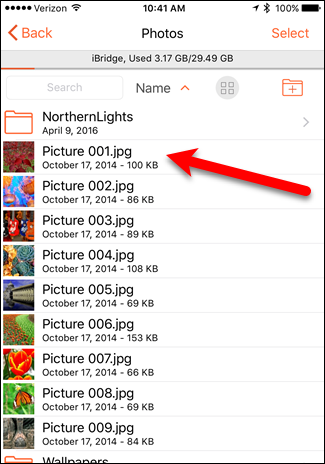 Verizon 10:41 AM 100%
Back Photos Select
iBridge, Used 3.17 GB/29.49 GB
Search Name
NorthernLights
April 9, 2016
Picture 001.jpg
October 17, 2014 - 100 KB
Picture 002.jpg
October 17, 2014 - 86 KB
Picture 003.jpg
October 17, 2014 - 89 KB
Picture 004.jpg
October 17, 2014 - 108 KB
Picture 005.jpg
October 17, 2014 - 69 KB
Picture 006.jpg
October 17, 2014 - 153 KB
Picture 007.jpg
October 17, 2014 - 66 KB
Picture 008.jpg
October 17, 2014 - 69 KB
Picture 009.jpg
October 17, 2014 - 84 KB
Wallpapers